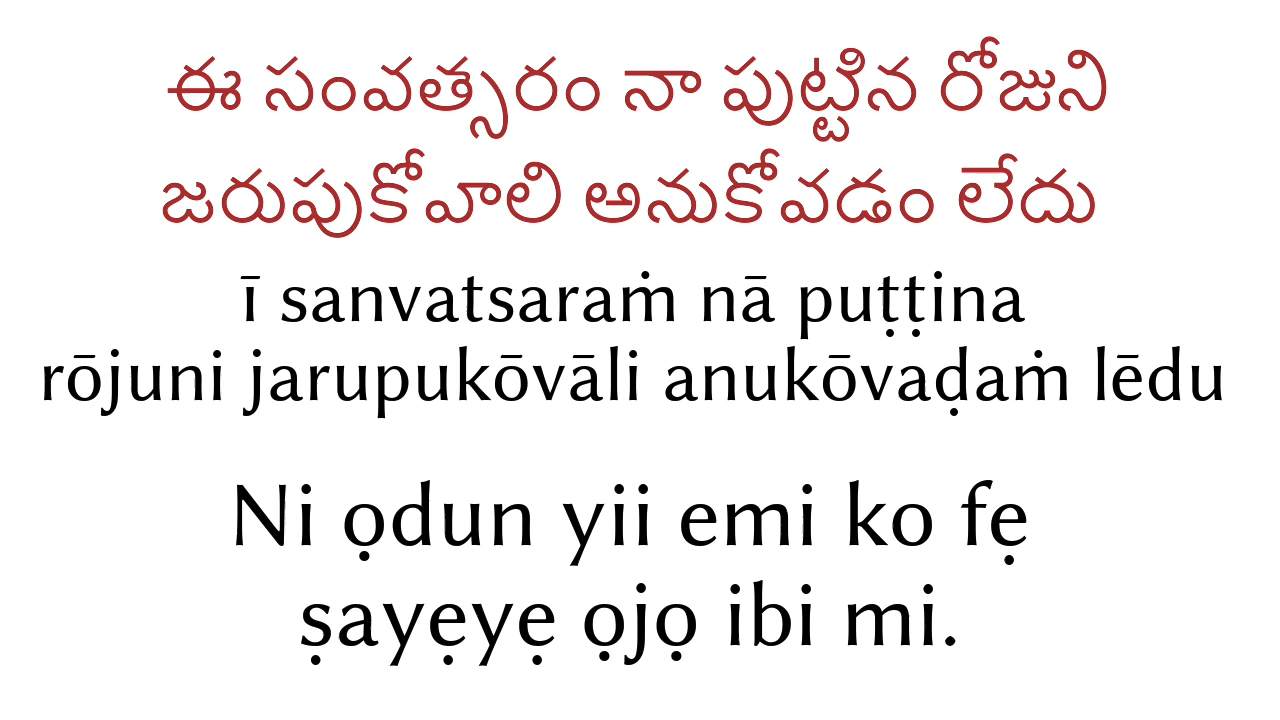 ఈ సంవత్సరం నా పుట్టిన రోజుని
జరుపుకోవాలి అనుకోవడం లేదు
ī sanvatsaraṁ nā puṭṭina
rōjuni jarupukōvāli anukōvaḍaṁ lēdu
Ni ọdun yii emi ko fẹ
ṣayẹyẹ ọjọ ibi mi.